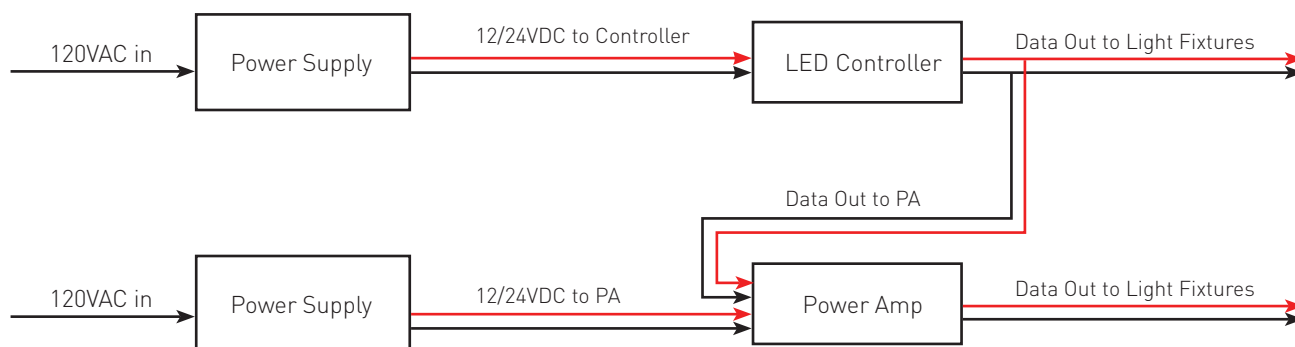 120VAC in
Power Supply
12/24VDC to Controller
LED Controller
Data Out to Light Fixtures
Data Out to PA
120VAC in
Power Supply
12/24VDC to PA
Power Amp
Data Out to Light Fixtures